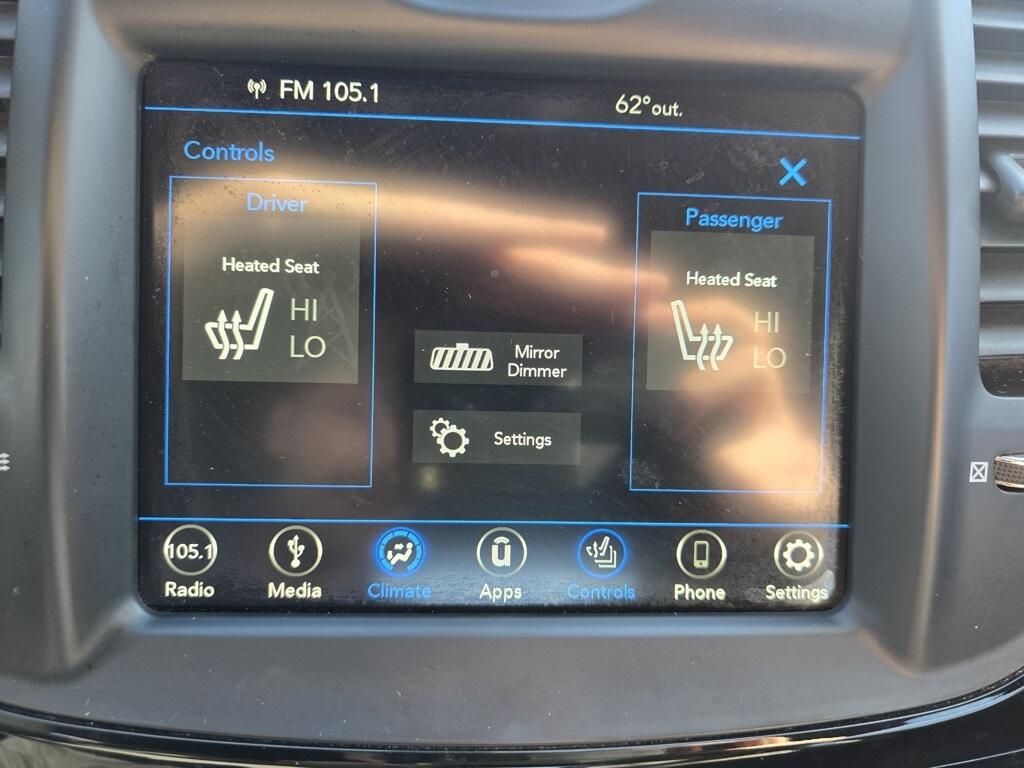 FM 105.1
62° out.
Controls
X
Driver
Heated Seat
HI
LO
Mirror
Dimmer
Settings
Passenger
Heated Seat
HI
LO
105.1
Radio
Media
Climate
Apps
Controls
Phone
Settings